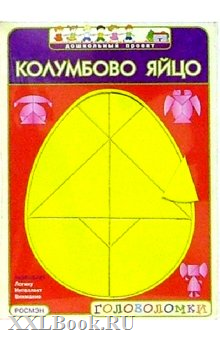 ДОШКОЛЬНЫЙ ПРОЕКТ
КОЛУМБОВО ЯЙЦО
Логику
Интеллект
Внимание
РОСМЭН
ГОЛОВОЛОМКИ
XXLBook.RU